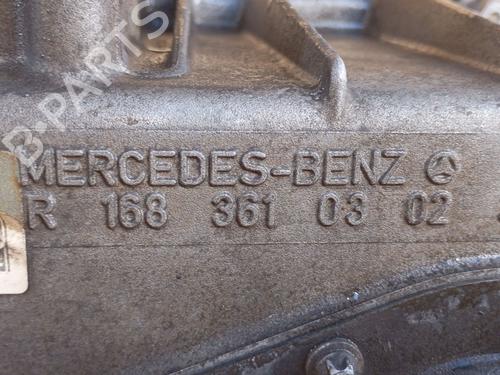 B-PARTS
MERCEDES-BENZ
R 168 361 03 02